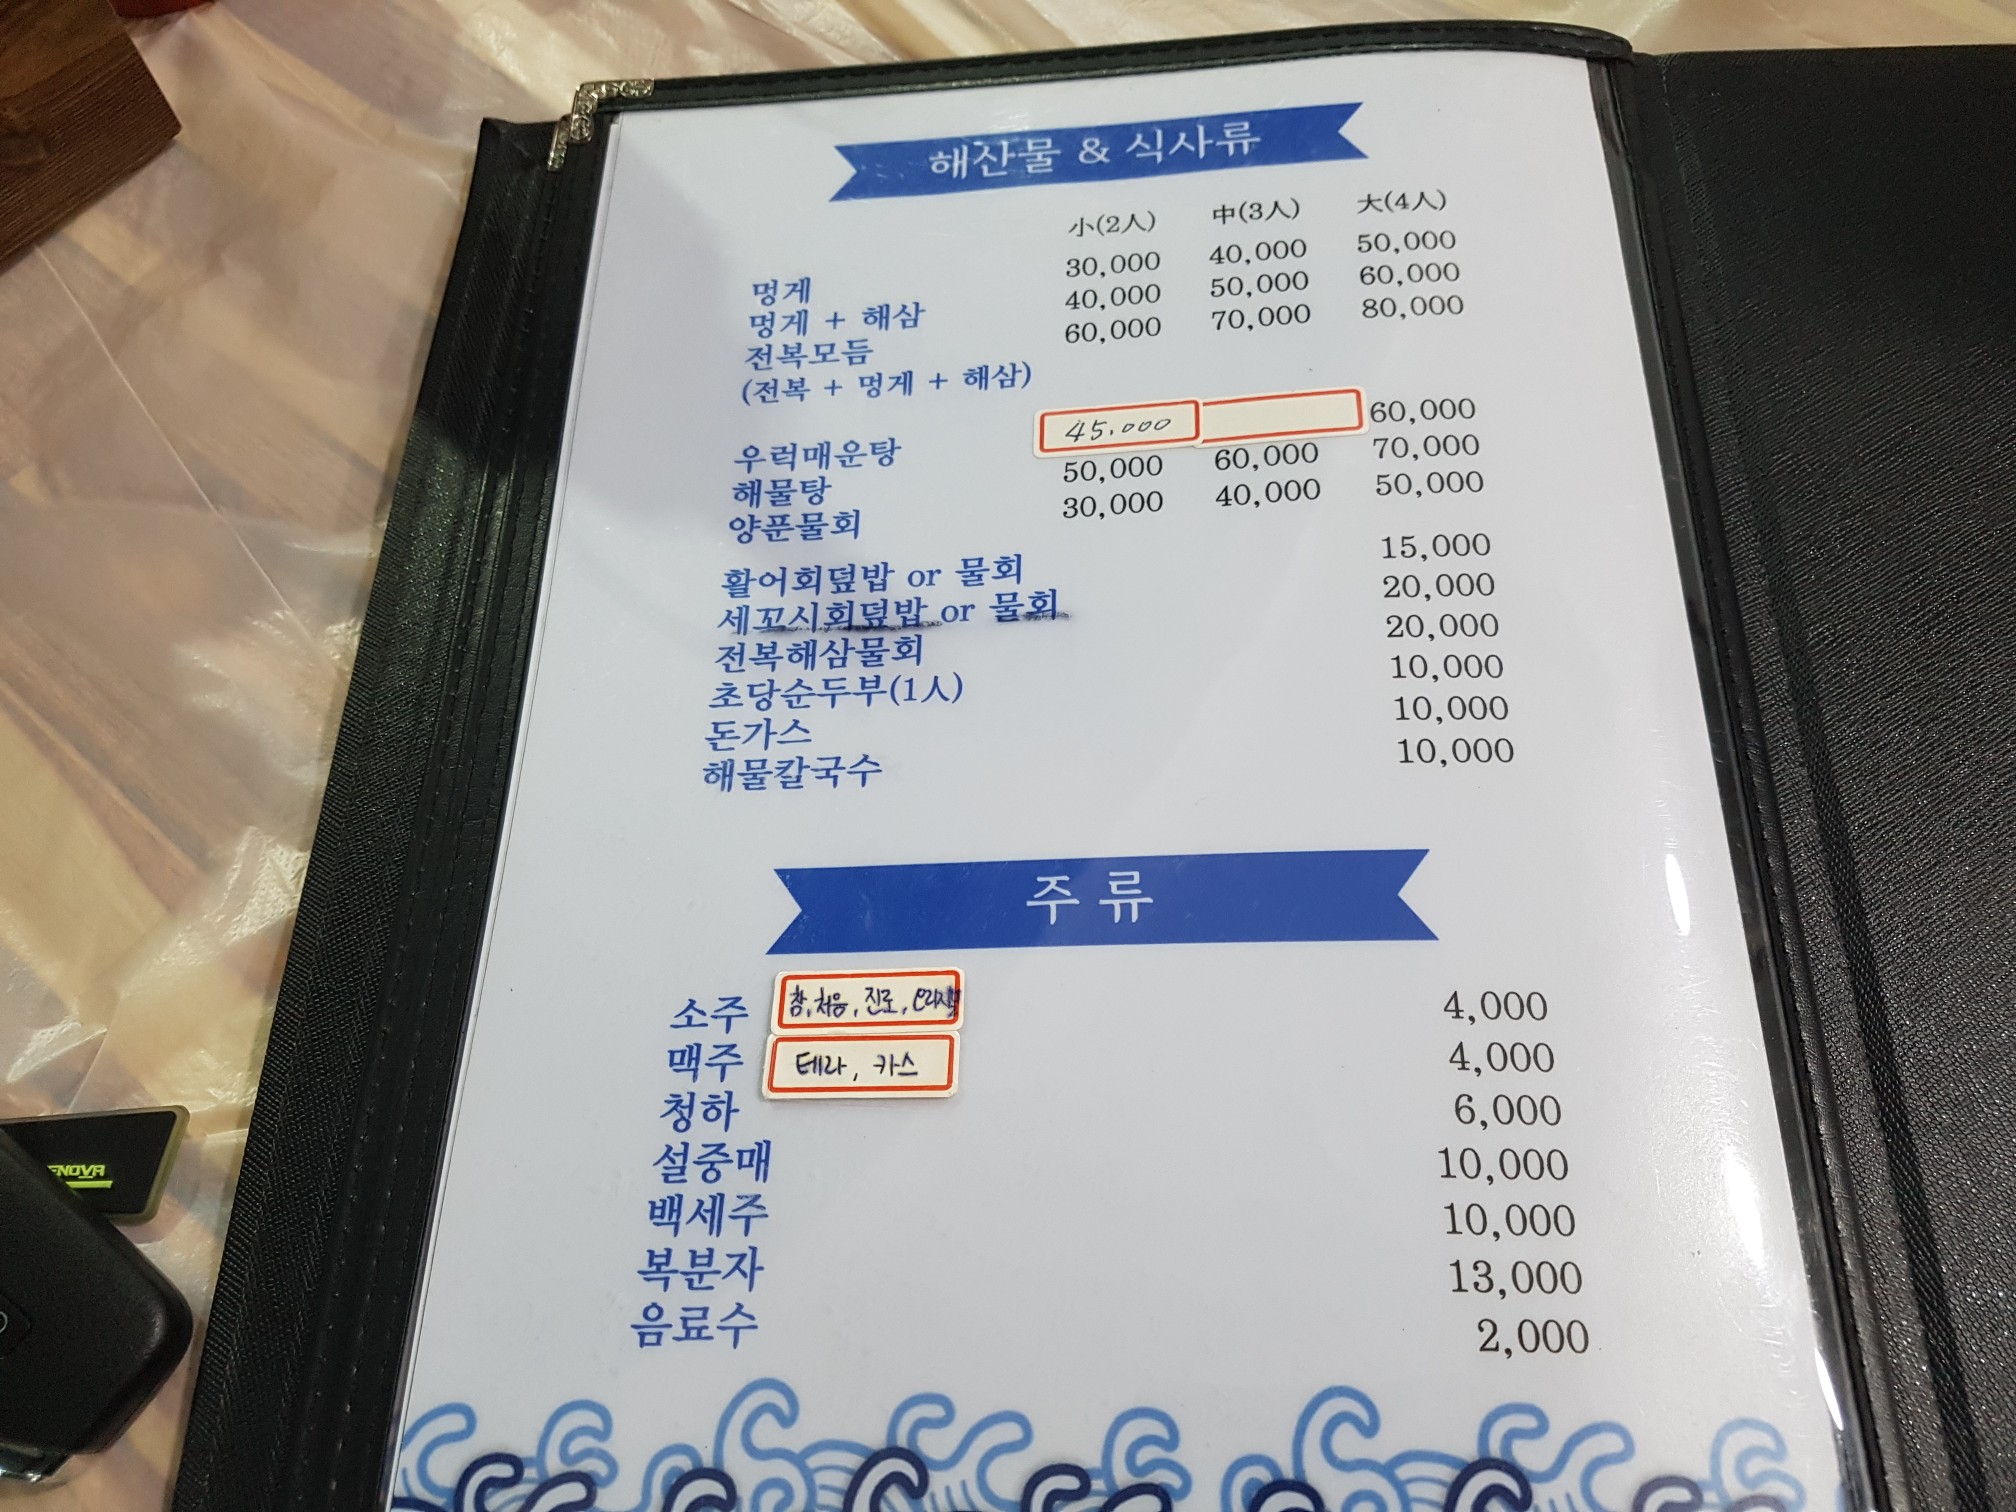 해산물 & 식사류
小(2人) 中(3人) 大(4人)
멍게 30,000 40,000 50,000
멍게 + 해삼 40,000 50,000 60,000
전복모듬 60,000 70,000 80,000
(전복 + 멍게 + 해삼)
우럭매운탕 45.000 60,000
해물탕 50,000 60,000 70,000
양푼물회 30,000 40,000 50,000
활어회덮밥 or 물회 15,000
세꼬시회덮밥 or 물회 20,000
전복해삼물회 20,000
초당순두부(1人) 10,000
돈가스 10,000
해물칼국수 10,000
주류
소주 참, 처음, 진로, 4,000
맥주 테라, 카스 4,000
청하 6,000
설중매 10,000
백세주 10,000
복분자 13,000
음료수 2,000